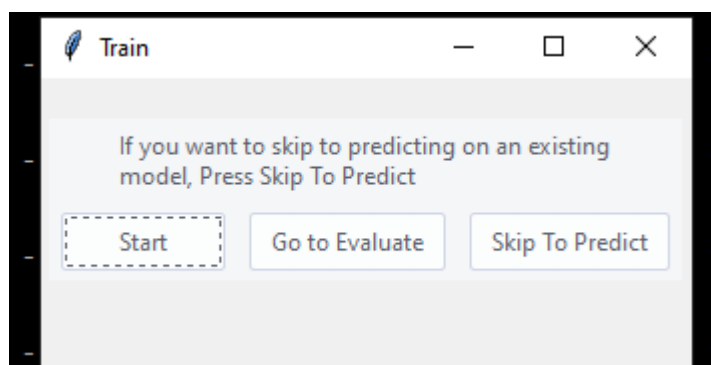 Train
If you want to skip to predicting on an existing
model, Press Skip To Predict
Start
Go to Evaluate
Skip To Predict